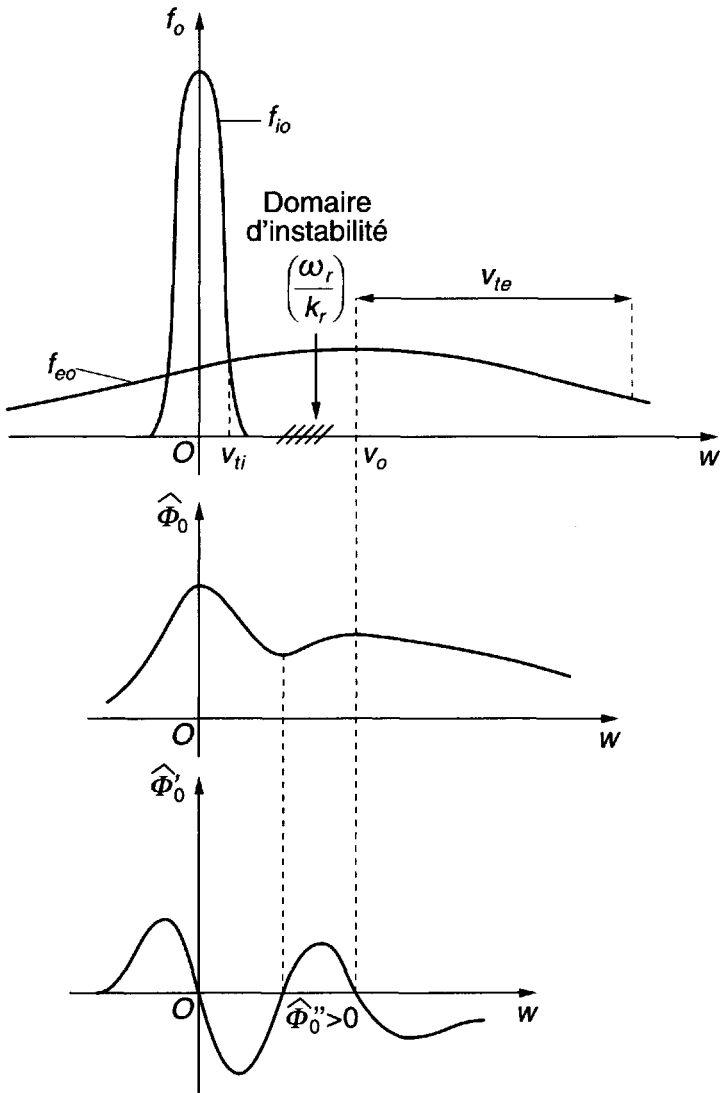 f_o
f_io
Domaire
d'instabilité
(ω_r/k_r)
v_te
f_eo
O
v_ti
v_o
w
Φ̂_0
O
w
Φ̂'_0
O
Φ̂''_0>0
w